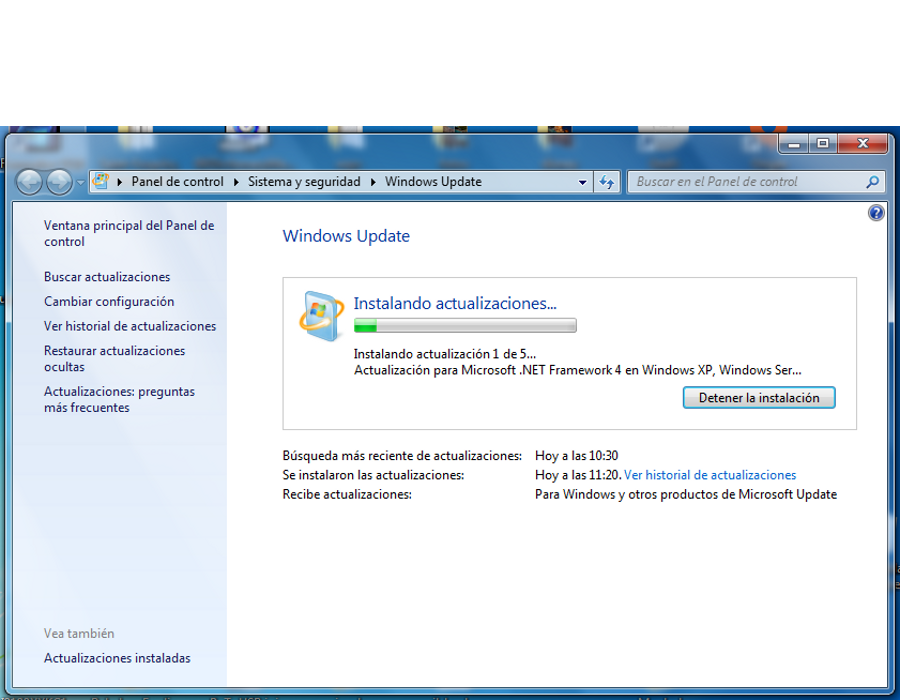 Panel de control
Sistema y seguridad
Windows Update
Buscar en el Panel de control
Ventana principal del Panel de
control
Buscar actualizaciones
Cambiar configuración
Ver historial de actualizaciones
Restaurar actualizaciones
ocultas
Actualizaciones: preguntas
más frecuentes
Vea también
Actualizaciones instaladas
Windows Update
Instalando actualizaciones...
Instalando actualización 1 de 5...
Actualización para Microsoft .NET Framework 4 en Windows XP, Windows Ser...
Detener la instalación
Búsqueda más reciente de actualizaciones: Hoy a las 10:30
Se instalaron las actualizaciones: Hoy a las 11:20. Ver historial de actualizaciones
Recibe actualizaciones: Para Windows y otros productos de Microsoft Update